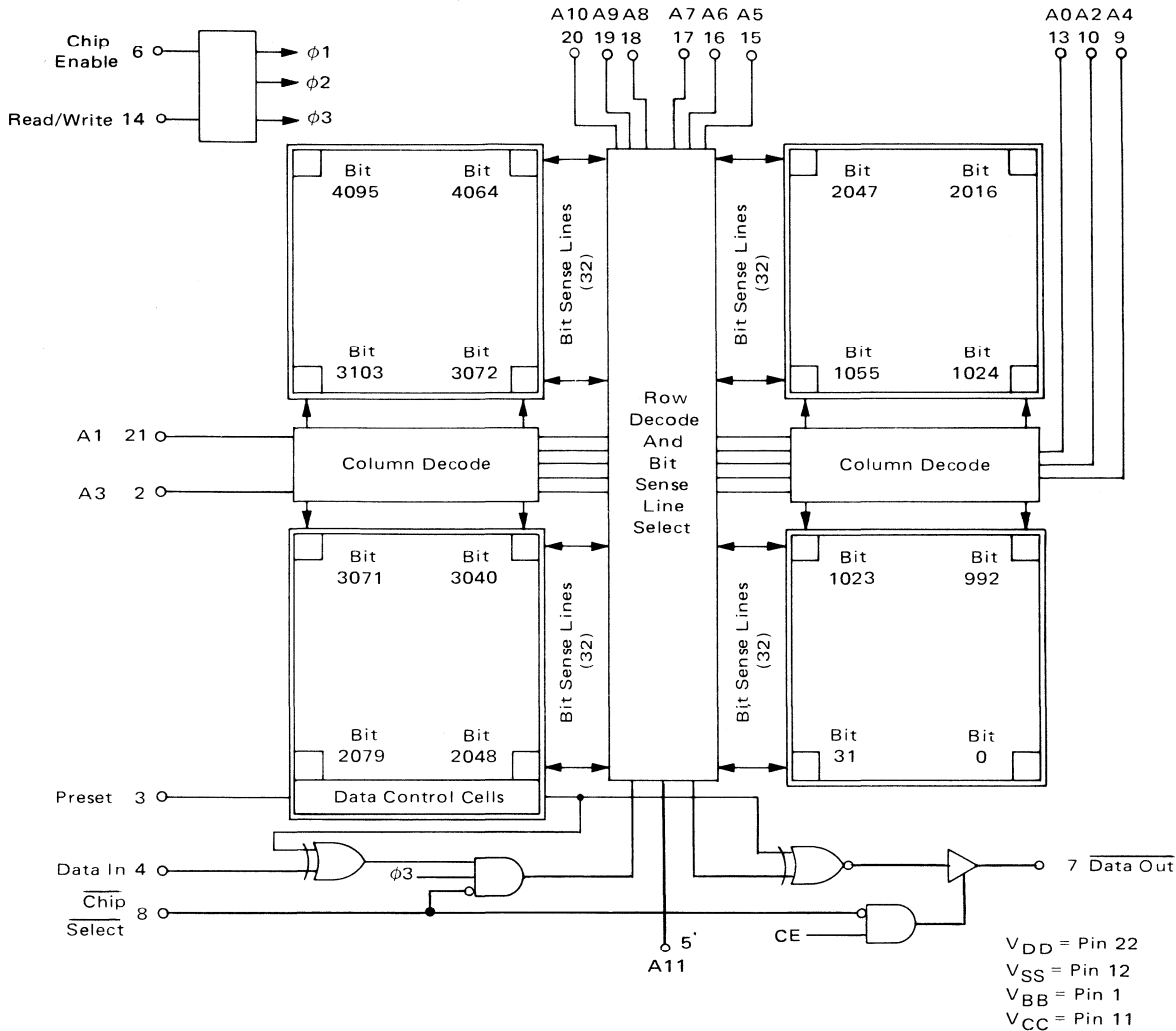 A10 A9 A8 A7 A6 A5 A0 A2 A4
20 19 18 17 16 15 13 10 9
Chip
Enable 6
ϕ1
ϕ2
Read/Write 14
ϕ3
Bit
4095
Bit
4064
Bit
3103
Bit
3072
Bit Sense Lines
(32)
Bit Sense Lines
(32)
Bit
2047
Bit
2016
Bit
1055
Bit
1024
A1 21
A3 2
Column Decode
Row
Decode
And
Bit
Sense
Line
Select
Column Decode
Bit
3071
Bit
3040
Bit
2079
Bit
2048
Data Control Cells
Bit Sense Lines
(32)
Bit Sense Lines
(32)
Bit
1023
Bit
992
Bit
31
Bit
0
Preset 3
Data In 4
ϕ3
7 Data Out
Chip
Select 8
CE
5
A11
VDD = Pin 22
VSS = Pin 12
VBB = Pin 1
VCC = Pin 11